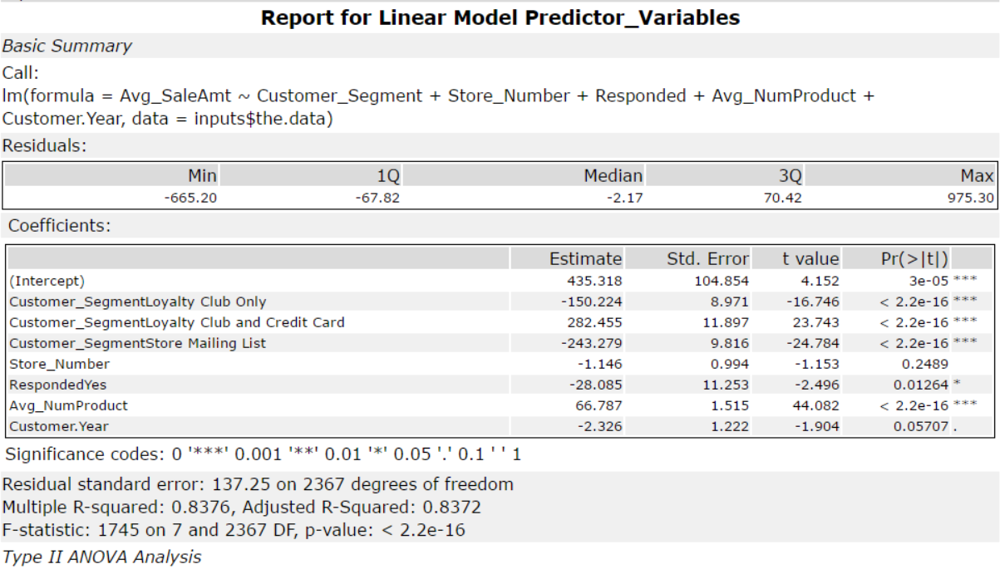 Report for Linear Model Predictor_Variables
Basic Summary
Call:
lm(formula = Avg_SaleAmt ~ Customer_Segment + Store_Number + Responded + Avg_NumProduct +
Customer.Year, data = inputs$the.data)
Residuals:
Min 1Q Median 3Q Max
-665.20 -67.82 -2.17 70.42 975.30
Coefficients:
Estimate Std. Error t value Pr(>|t|)
(Intercept) 435.318 104.854 4.152 3e-05 ***
Customer_SegmentLoyalty Club Only -150.224 8.971 -16.746 < 2.2e-16 ***
Customer_SegmentLoyalty Club and Credit Card 282.455 11.897 23.743 < 2.2e-16 ***
Customer_SegmentStore Mailing List -243.279 9.816 -24.784 < 2.2e-16 ***
Store_Number -1.146 0.994 -1.153 0.2489
RespondedYes -28.085 11.253 -2.496 0.01264 *
Avg_NumProduct 66.787 1.515 44.082 < 2.2e-16 ***
Customer.Year -2.326 1.222 -1.904 0.05707 .
Significance codes: 0 '***' 0.001 '**' 0.01 '*' 0.05 '.' 0.1 ' ' 1
Residual standard error: 137.25 on 2367 degrees of freedom
Multiple R-squared: 0.8376, Adjusted R-Squared: 0.8372
F-statistic: 1745 on 7 and 2367 DF, p-value: < 2.2e-16
Type II ANOVA Analysis